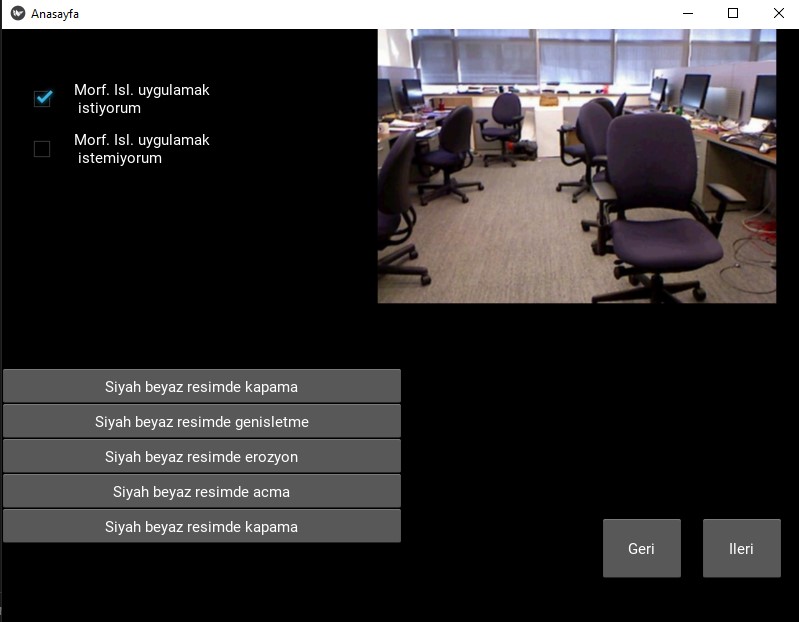 Anasayfa
Morf. Isl. uygulamak
istiyorum
Morf. Isl. uygulamak
istemiyorum
Siyah beyaz resimde kapama
Siyah beyaz resimde genisletme
Siyah beyaz resimde erozyon
Siyah beyaz resimde acma
Siyah beyaz resimde kapama
Geri
Ileri